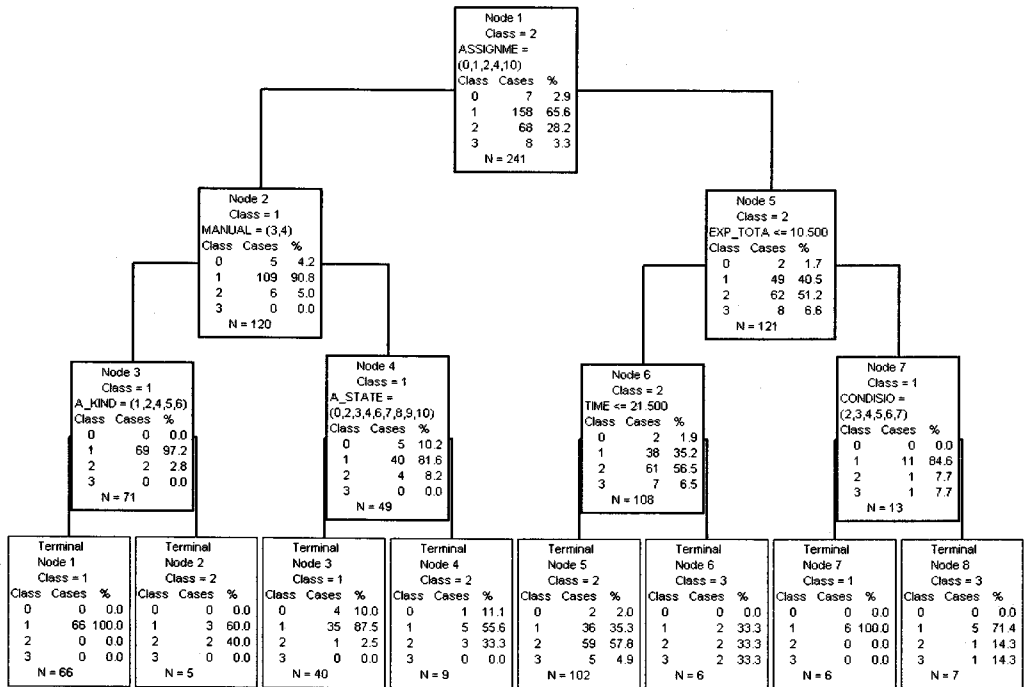 Node 1
Class = 2
ASSIGNME =
(0,1,2,4,10)
Class Cases %
0 7 2.9
1 158 65.6
2 68 28.2
3 8 3.3
N = 241
Node 2
Class = 1
MANUAL = (3,4)
Class Cases %
0 5 4.2
1 109 90.8
2 6 5.0
3 0 0.0
N = 120
Node 5
Class = 2
EXP_TOTA <= 10.500
Class Cases %
0 2 1.7
1 49 40.5
2 62 51.2
3 8 6.6
N = 121
Node 3
Class = 1
A_KIND = (1,2,4,5,6)
Class Cases %
0 0 0.0
1 69 97.2
2 2 2.8
3 0 0.0
N = 71
Node 4
Class = 1
A_STATE =
(0,2,3,4,6,7,8,9,10)
Class Cases %
0 5 10.2
1 40 81.6
2 4 8.2
3 0 0.0
N = 49
Node 6
Class = 2
TIME <= 21.500
Class Cases %
0 2 1.9
1 38 35.2
2 61 56.5
3 7 6.5
N = 108
Node 7
Class = 1
CONDISIO =
(2,3,4,5,6,7)
Class Cases %
0 0 0.0
1 11 84.6
2 1 7.7
3 1 7.7
N = 13
Terminal
Node 1
Class = 1
Class Cases %
0 0 0.0
1 66 100.0
2 0 0.0
3 0 0.0
N = 66
Terminal
Node 2
Class = 2
Class Cases %
0 0 0.0
1 3 60.0
2 2 40.0
3 0 0.0
N = 5
Terminal
Node 3
Class = 1
Class Cases %
0 4 10.0
1 35 87.5
2 1 2.5
3 0 0.0
N = 40
Terminal
Node 4
Class = 2
Class Cases %
0 1 11.1
1 5 55.6
2 3 33.3
3 0 0.0
N = 9
Terminal
Node 5
Class = 2
Class Cases %
0 2 2.0
1 36 35.3
2 59 57.8
3 5 4.9
N = 102
Terminal
Node 6
Class = 3
Class Cases %
0 0 0.0
1 2 33.3
2 2 33.3
3 2 33.3
N = 6
Terminal
Node 7
Class = 1
Class Cases %
0 0 0.0
1 6 100.0
2 0 0.0
3 0 0.0
N = 6
Terminal
Node 8
Class = 3
Class Cases %
0 0 0.0
1 5 71.4
2 1 14.3
3 1 14.3
N = 7